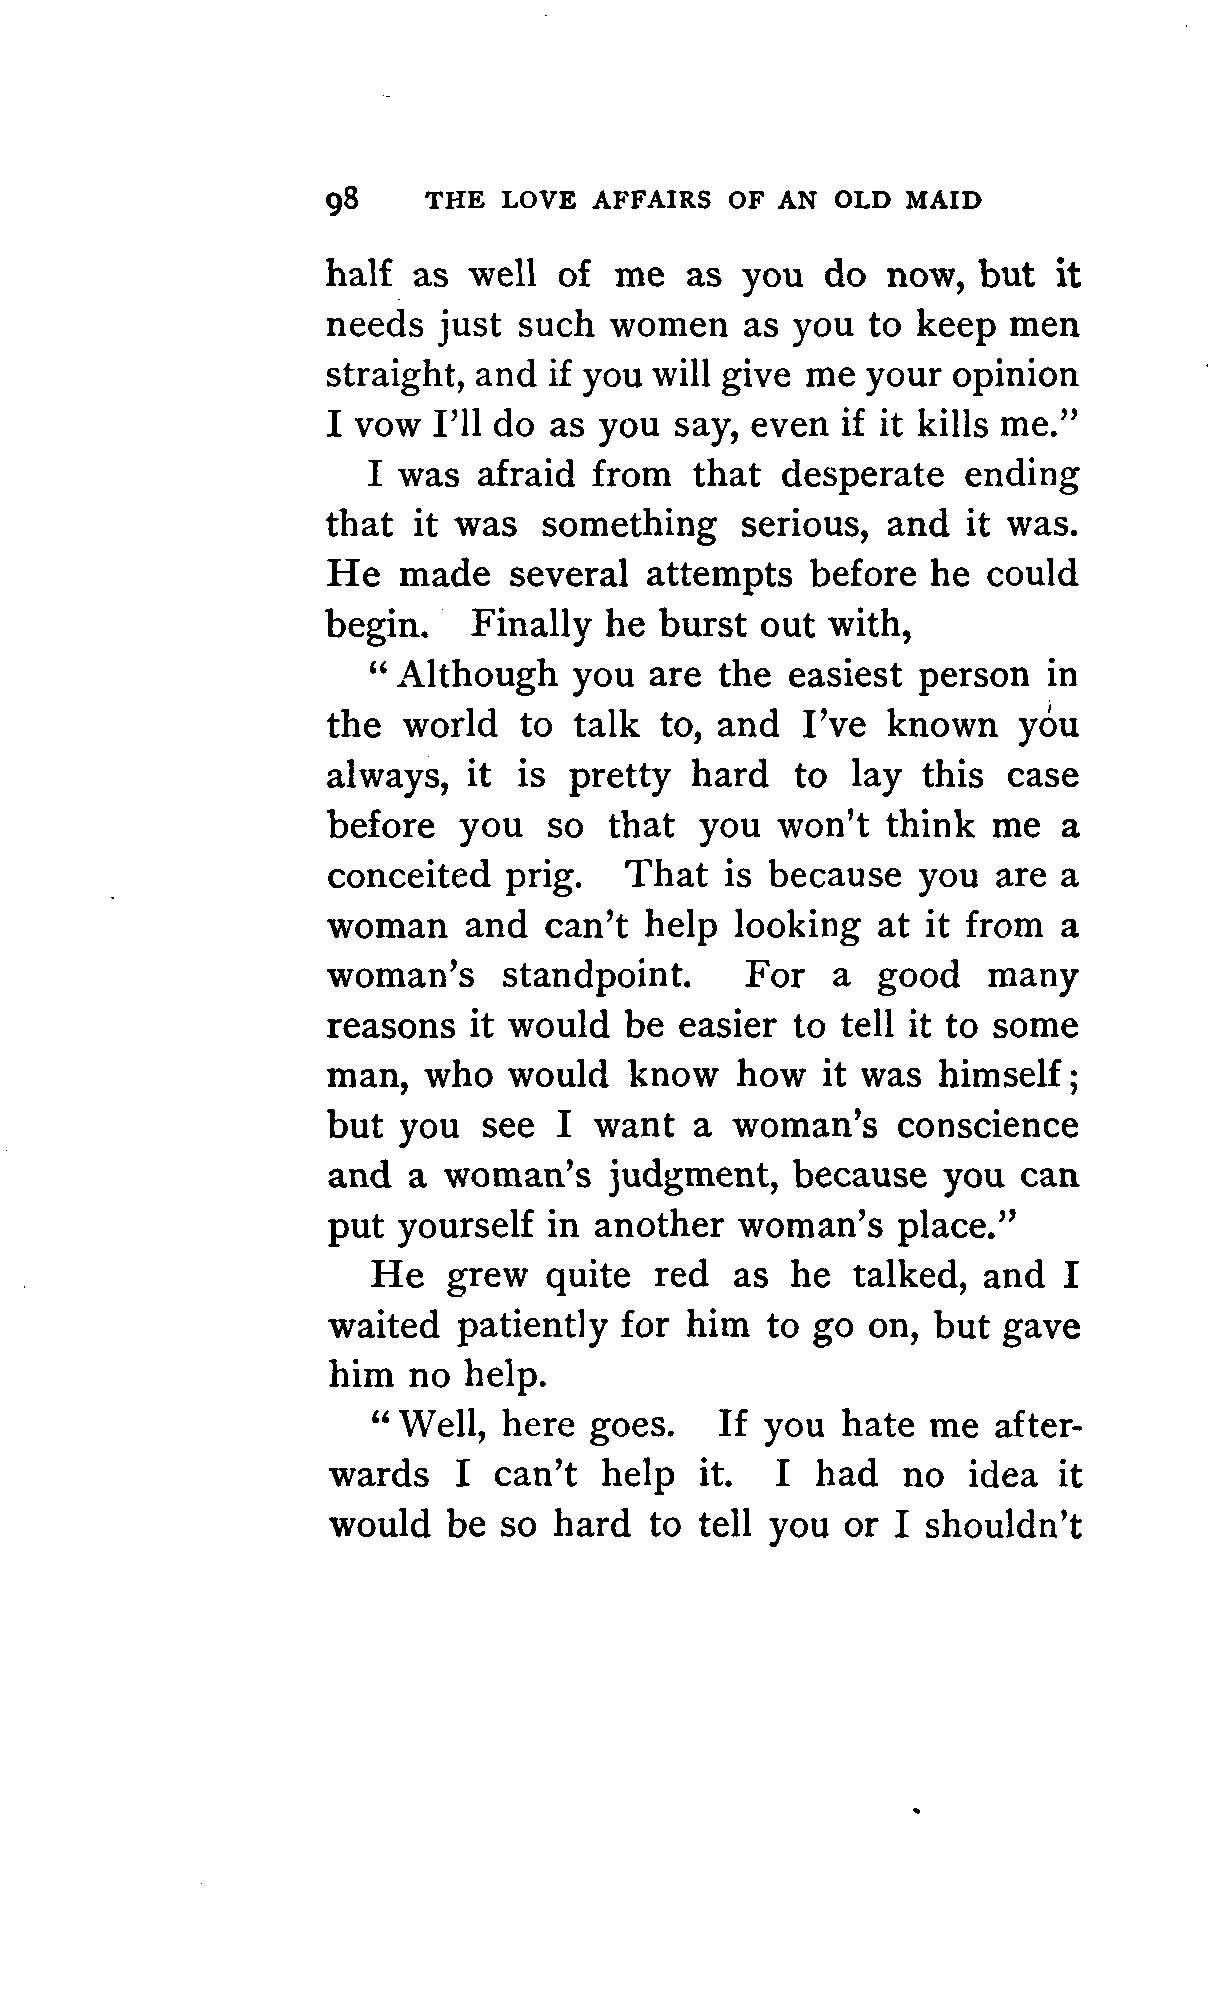 98 THE LOVE AFFAIRS OF AN OLD MAID
half as well of me as you do now, but it
needs just such women as you to keep men
straight, and if you will give me your opinion
I vow I'll do as you say, even if it kills me."
I was afraid from that desperate ending
that it was something serious, and it was.
He made several attempts before he could
begin. Finally he burst out with,
"Although you are the easiest person in
the world to talk to, and I've known you
always, it is pretty hard to lay this case
before you so that you won't think me a
conceited prig. That is because you are a
woman and can't help looking at it from a
woman's standpoint. For a good many
reasons it would be easier to tell it to some
man, who would know how it was himself;
but you see I want a woman's conscience
and a woman's judgment, because you can
put yourself in another woman's place."
He grew quite red as he talked, and I
waited patiently for him to go on, but gave
him no help.
"Well, here goes. If you hate me after-
wards I can't help it. I had no idea it
would be so hard to tell you or I shouldn't